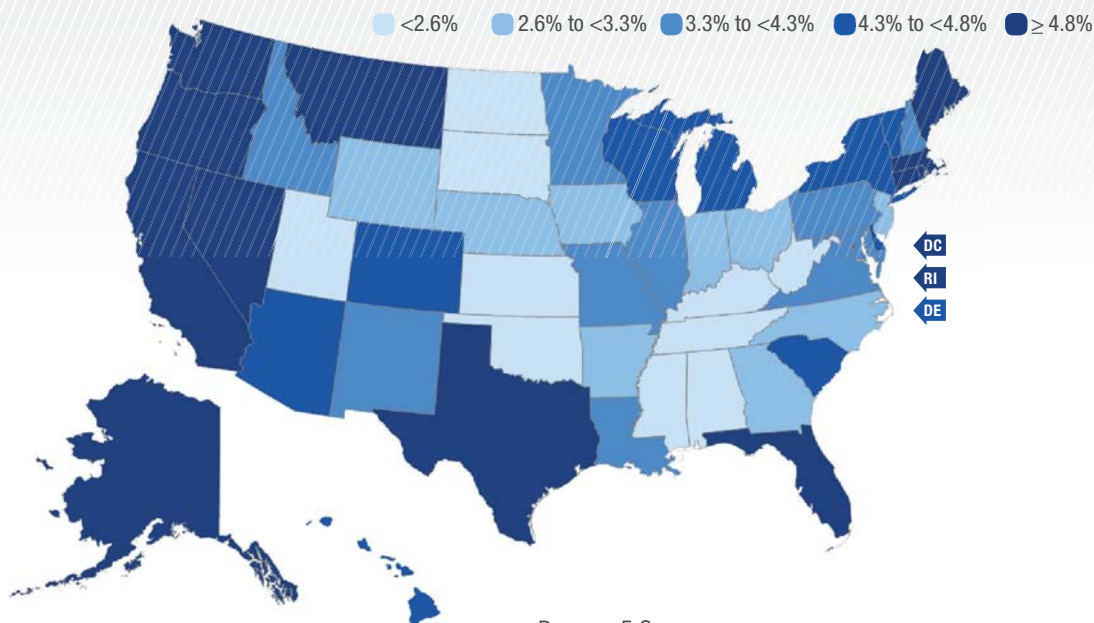 <2.6% 2.6% to <3.3% 3.3% to <4.3% 4.3% to <4.8% ≥ 4.8%
DC
RI
DE